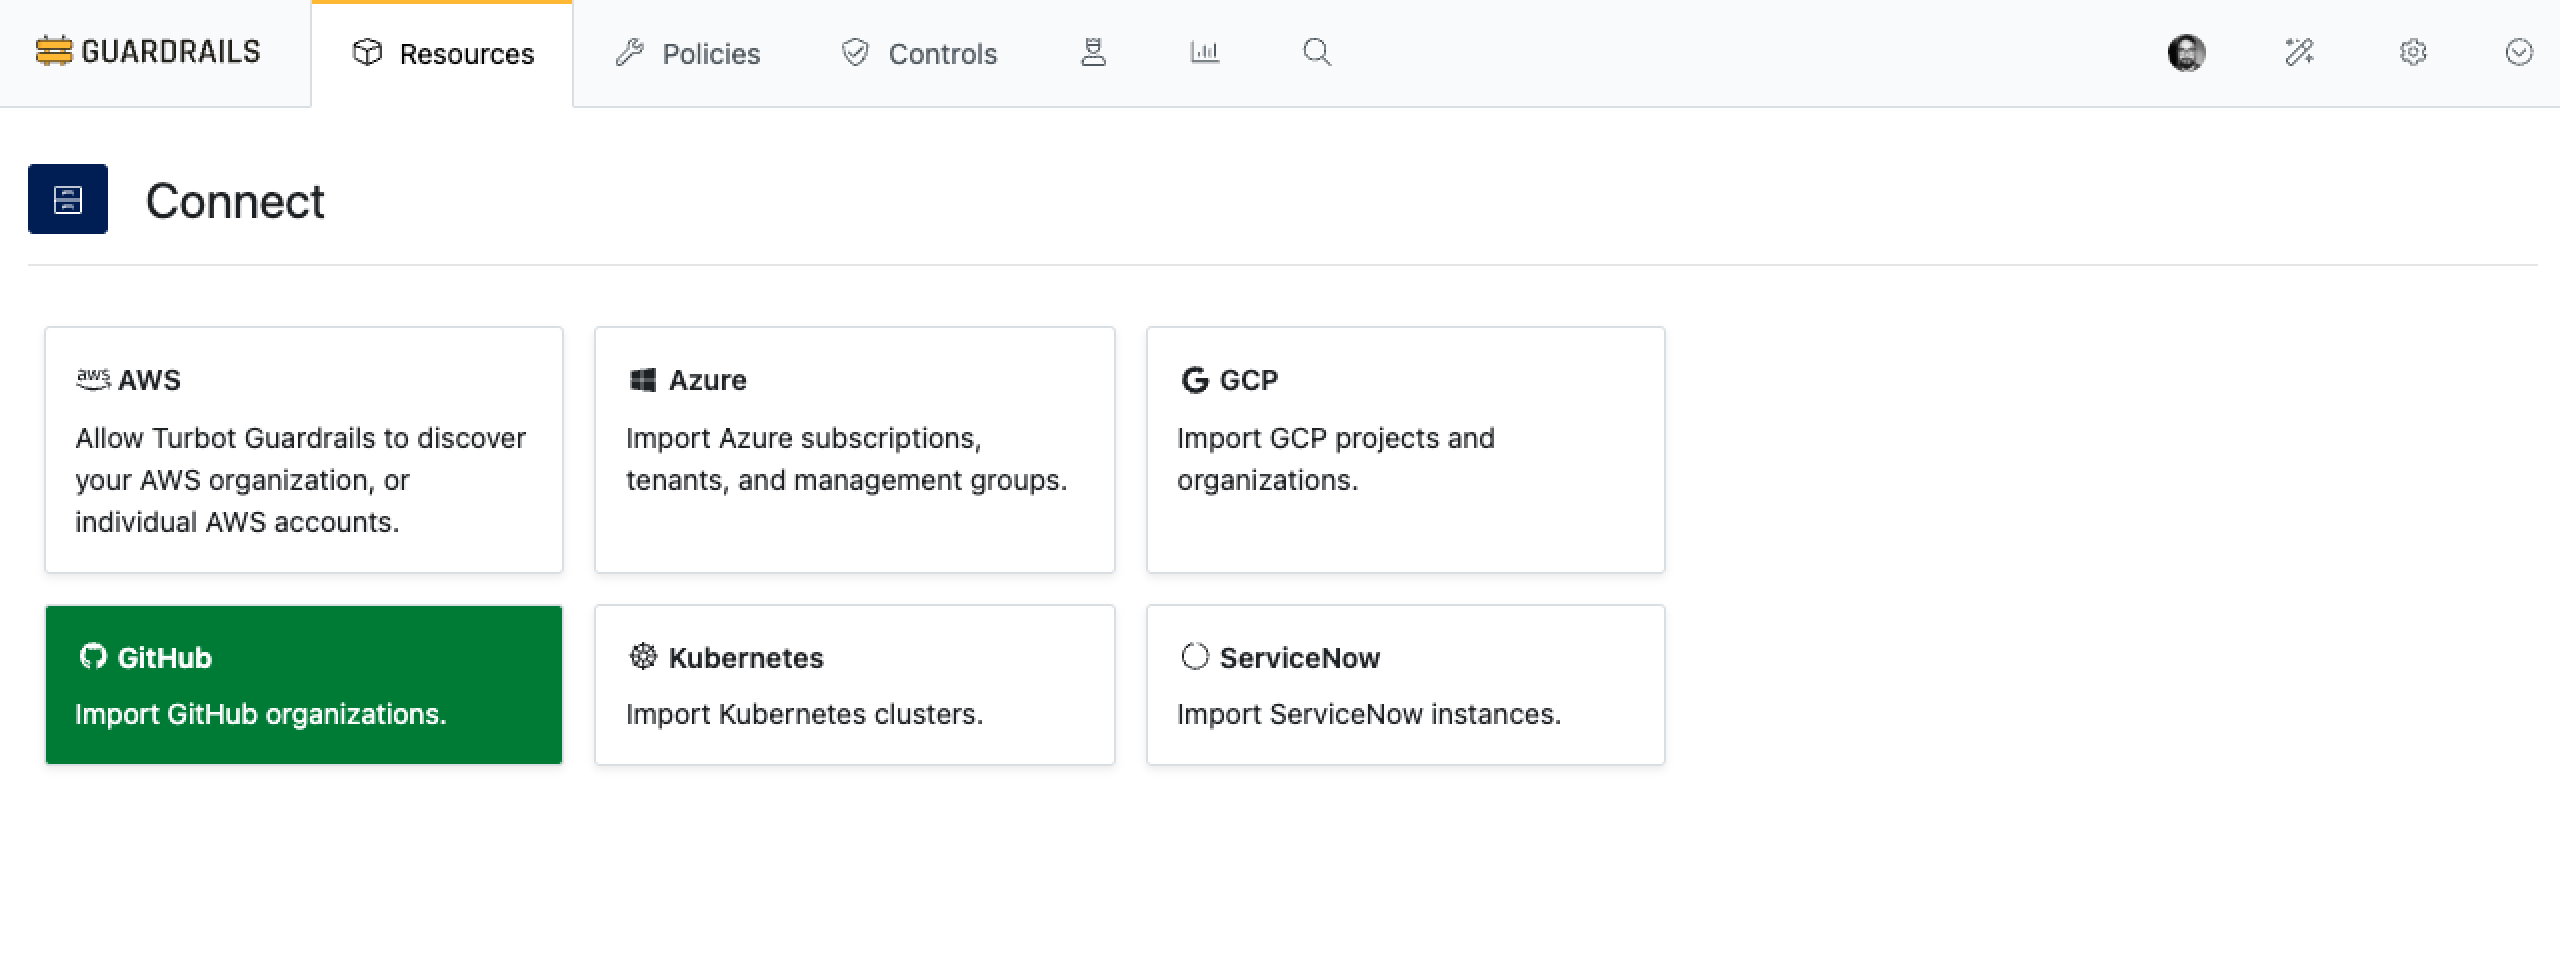 GUARDRAILS
Resources
Policies
Controls
Connect
aws AWS
Allow Turbot Guardrails to discover
your AWS organization, or
individual AWS accounts.
Azure
Import Azure subscriptions,
tenants, and management groups.
GCP
Import GCP projects and
organizations.
GitHub
Import GitHub organizations.
Kubernetes
Import Kubernetes clusters.
ServiceNow
Import ServiceNow instances.